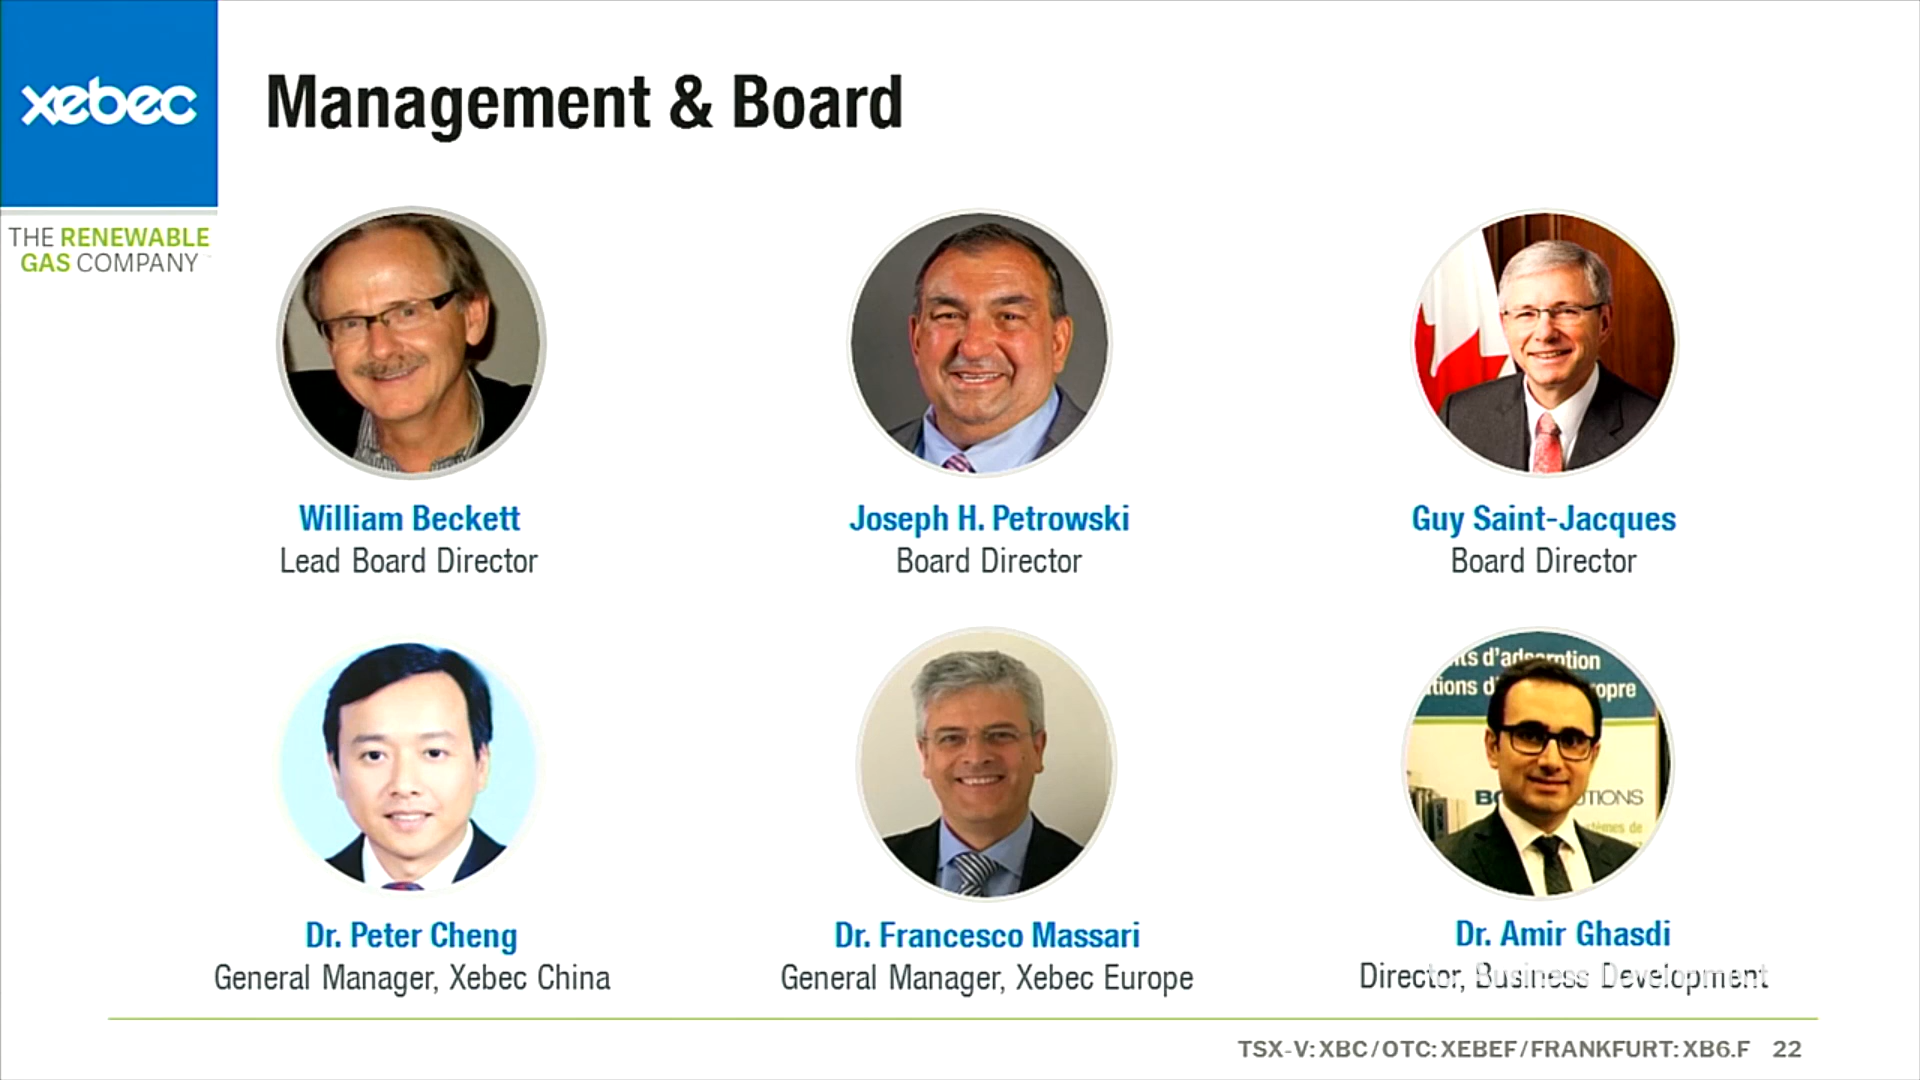 xebec
Management & Board
THE RENEWABLE
GAS COMPANY
William Beckett
Lead Board Director
Joseph H. Petrowski
Board Director
Guy Saint-Jacques
Board Director
d'adsorption
opre
Dr. Peter Cheng
General Manager, Xebec China
Dr. Francesco Massari
General Manager, Xebec Europe
Dr. Amir Ghasdi
Director, Business Development
TSX-V:XBC/OTC:XEBEF/FRANKFURT:XB6.F 22